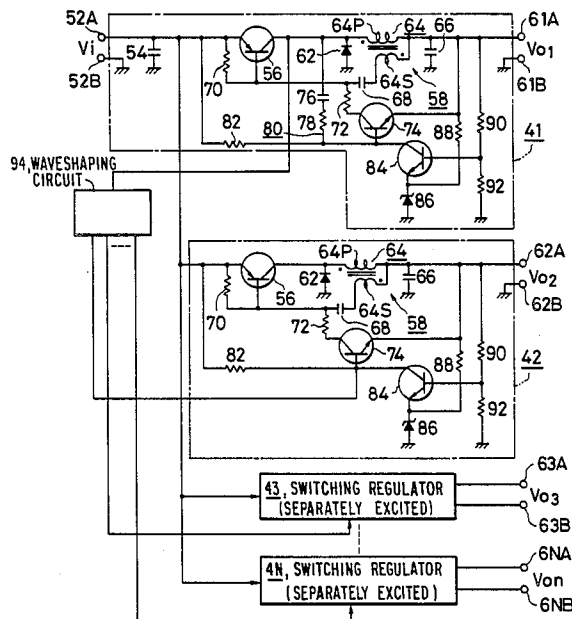 52A
Vi
52B
54
70
56
62
64P
64
66
61A
Vo1
61B
76
78
80
82
64S
68
58
72
74
88
84
86
90
92
41
94, WAVESHAPING
CIRCUIT
64P
64
62
66
62A
Vo2
62B
70
56
64S
68
58
72
82
74
88
84
86
90
92
42
43, SWITCHING REGULATOR
(SEPARATELY EXCITED)
63A
Vo3
63B
4N, SWITCHING REGULATOR
(SEPARATELY EXCITED)
6NA
Von
6NB